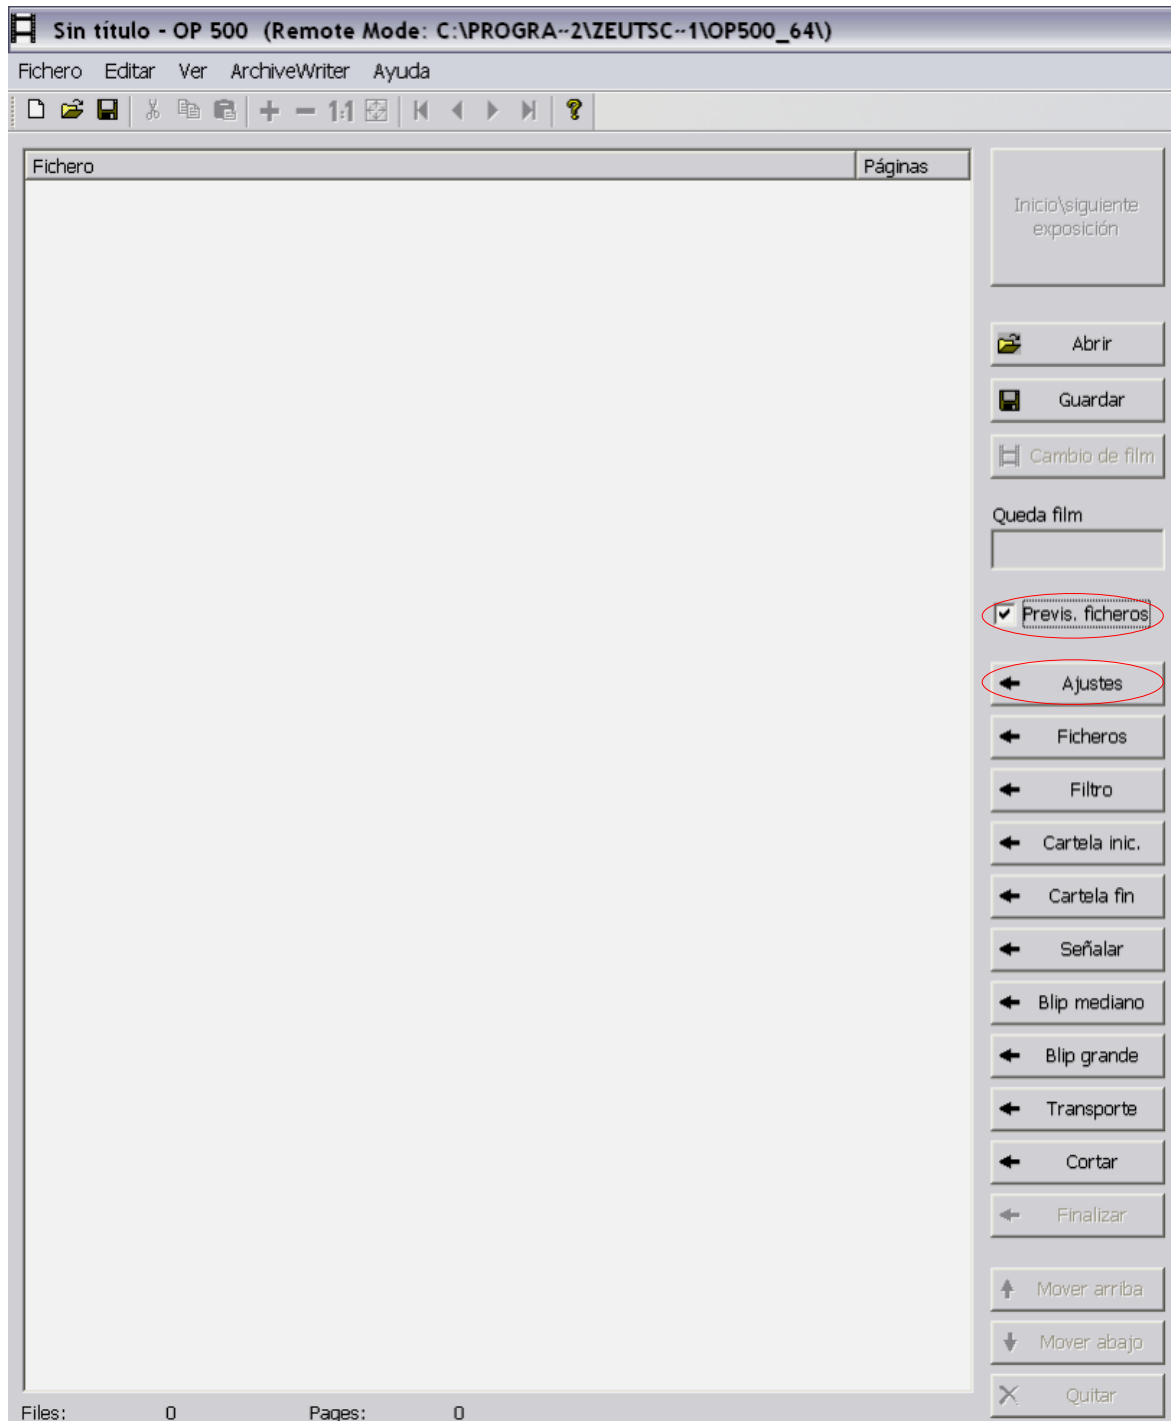 Sin título - OP 500 (Remote Mode: C:\PROGRA~2\ZEUTSC~1\OP500_64\)
Fichero Editar Ver ArchiveWriter Ayuda
1:1
Fichero Páginas
Inicio\siguiente
exposición
Abrir
Guardar
Cambio de film
Queda film
Previs. ficheros
Ajustes
Ficheros
Filtro
Cartela inic.
Cartela fin
Señalar
Blip mediano
Blip grande
Transporte
Cortar
Finalizar
Mover arriba
Mover abajo
Quitar
Files: 0 Pages: 0